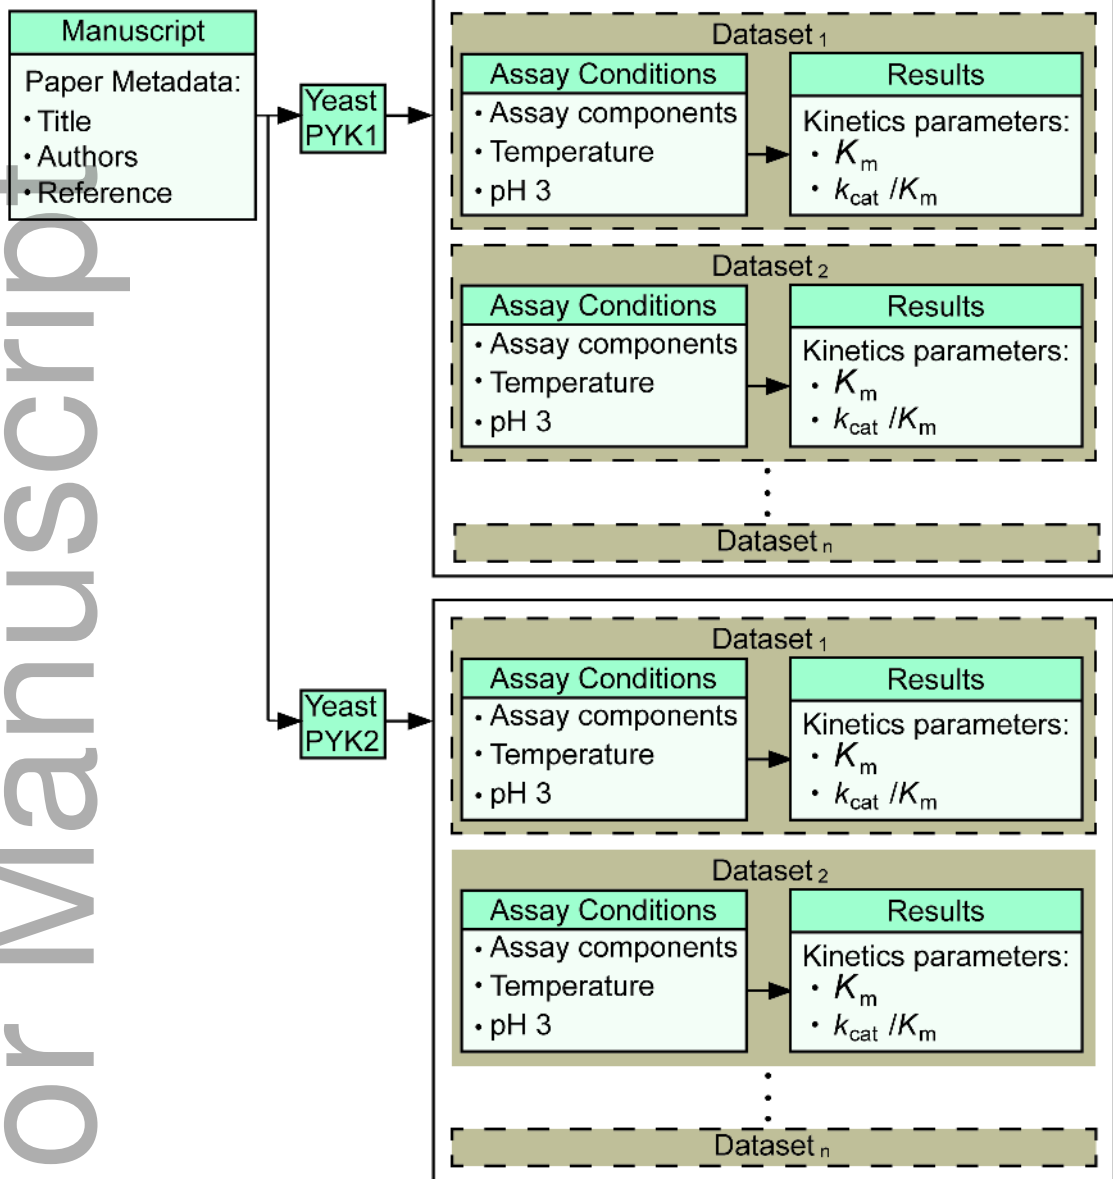 Manuscript
Paper Metadata:
• Title
• Authors
• Reference
Yeast
PYK1
Dataset 1
Assay Conditions
• Assay components
• Temperature
• pH 3
Results
Kinetics parameters:
• Km
• kcat /Km
Dataset 2
Assay Conditions
• Assay components
• Temperature
• pH 3
Results
Kinetics parameters:
• Km
• kcat /Km
Dataset n
Yeast
PYK2
Dataset 1
Assay Conditions
• Assay components
• Temperature
• pH 3
Results
Kinetics parameters:
• Km
• kcat /Km
Dataset 2
Assay Conditions
• Assay components
• Temperature
• pH 3
Results
Kinetics parameters:
• Km
• kcat /Km
Dataset n
or Manuscript